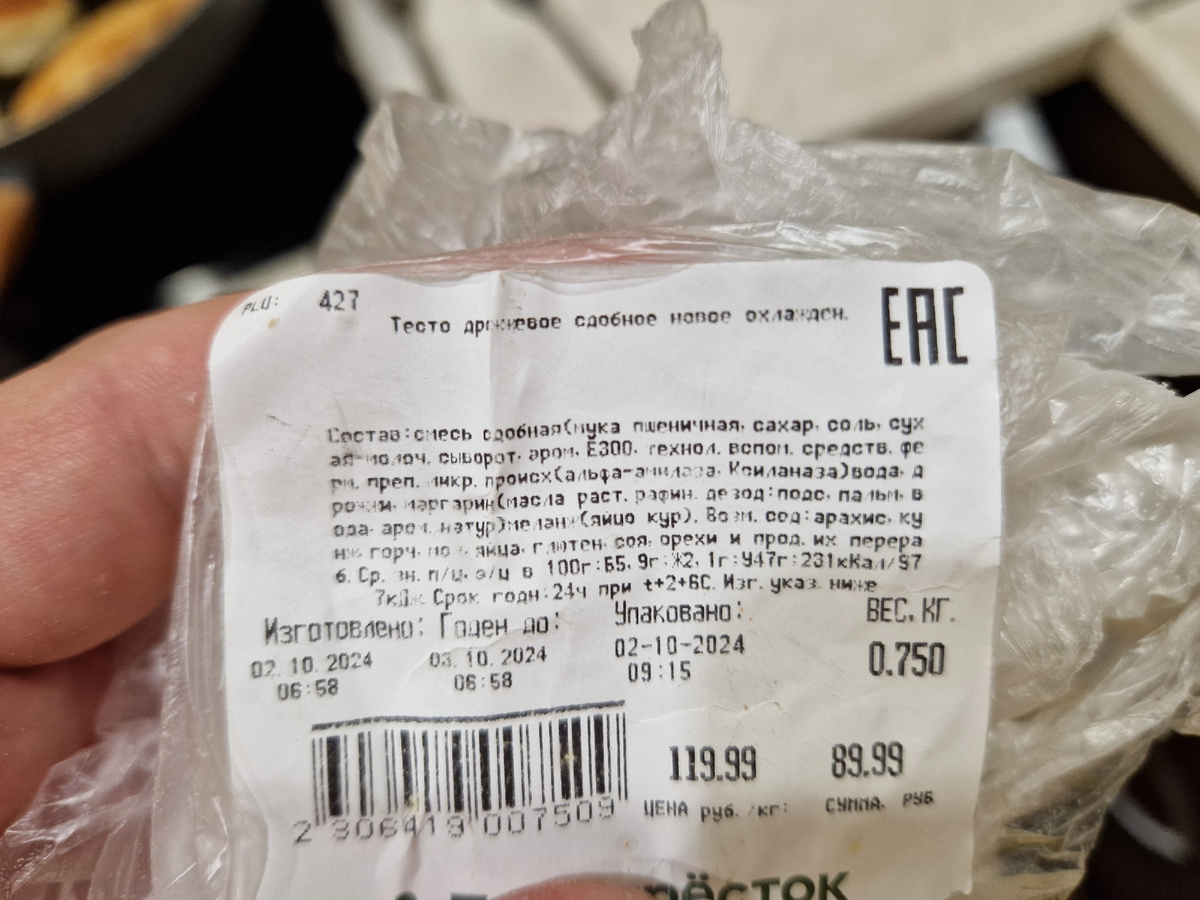 PLU: 427
Тесто дрожжевое сдобное новое охлажден.
EAC
Состав:смесь сдобная(мука пшеничная, сахар, соль, сух
ая молоч. сыворот. аром. E300, технол. вспом. средств. фе
рм. преп. микр. происх(альфа-амилаза, Ксиланаза)вода, д
рожжи, маргарин(масла раст. рафин. дезод:подс, пальм, в
ода, аром. натур)меланж(яйцо кур). Возм. сод:арахис, ку
нж, горч, яйца, глютен, соя, орехи и прод. их перера
б. Ср. зн. п/ц, э/ц в 100г:Б5, 9г:Ж2, 1г:У47г:231кКал/97
7кДж Срок годн:24ч при t+2+6С. Изг. указ. ниже
Изготовлено: Годен до: Упаковано: ВЕС. КГ.
02.10.2024 03.10.2024 02-10-2024 0.750
06:58 06:58 09:15
119.99 89.99
ЦЕНА руб./кг: СУММА. РУБ
2 306419 007509
рёсток